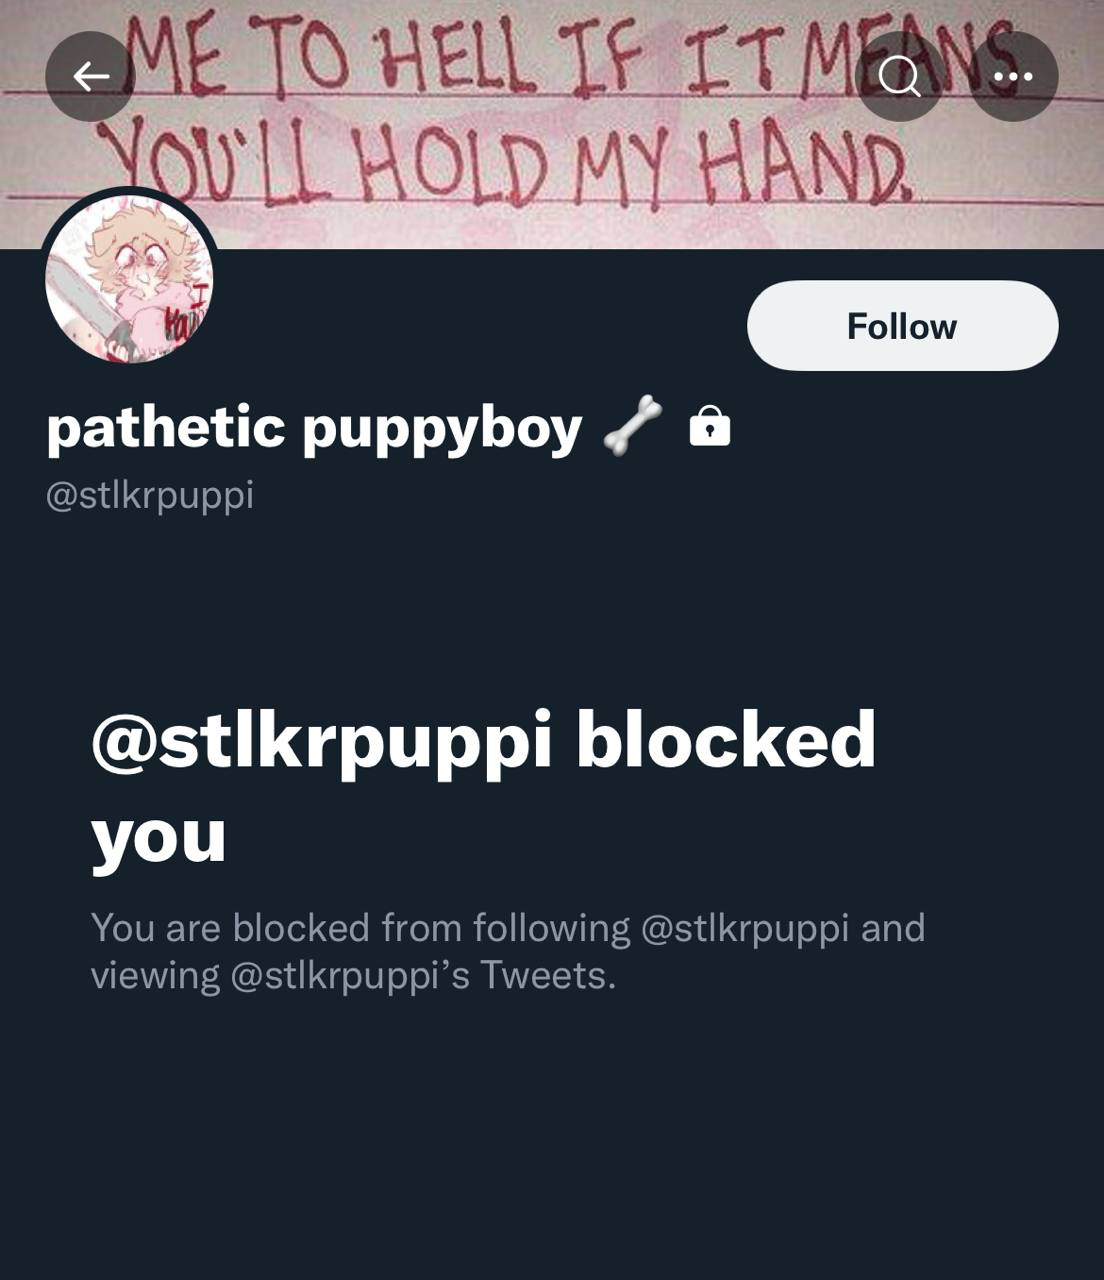 ME TO HELL IF IT MEANS
YOU'LL HOLD MY HAND.
I
Follow
pathetic puppyboy 🦴 🔒
@stlkrpuppi
@stlkrpuppi blocked
you
You are blocked from following @stlkrpuppi and
viewing @stlkrpuppi’s Tweets.